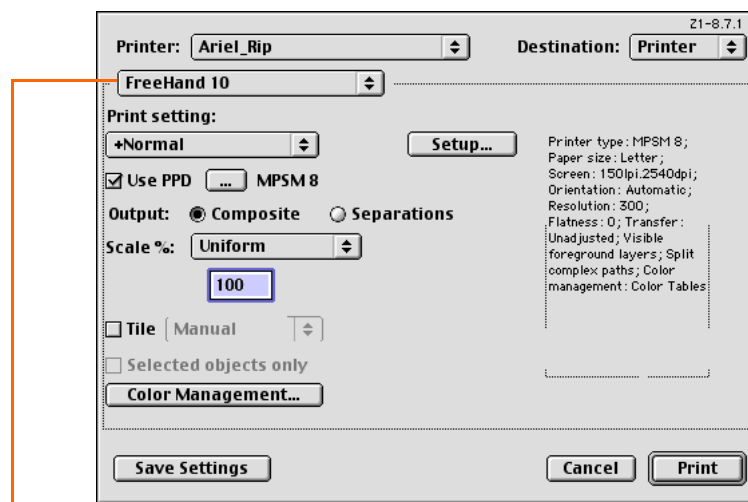 Z1-8.7.1
Printer: Ariel_Rip Destination: Printer
FreeHand 10
Print setting:
+Normal Setup...
Use PPD ... MPSM 8
Output: Composite Separations
Scale %: Uniform
100
Tile Manual
Selected objects only
Color Management...
Printer type: MPSM 8;
Paper size: Letter;
Screen: 150lpi.2540dpi;
Orientation: Automatic;
Resolution: 300;
Flatness: 0; Transfer:
Unadjusted; Visible
foreground layers; Split
complex paths; Color
management: Color Tables
Save Settings Cancel Print